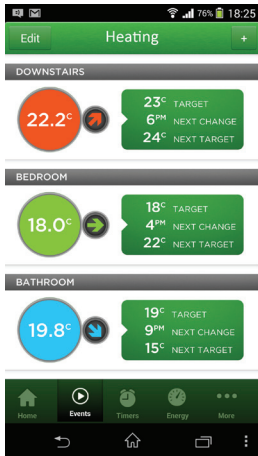 76% 18:25
Edit Heating +
DOWNSTAIRS
22.2c
23c TARGET
6PM NEXT CHANGE
24c NEXT TARGET
BEDROOM
18.0c
18c TARGET
4PM NEXT CHANGE
22c NEXT TARGET
BATHROOM
19.8c
19c TARGET
9PM NEXT CHANGE
15c NEXT TARGET
Home Events Timers Energy More